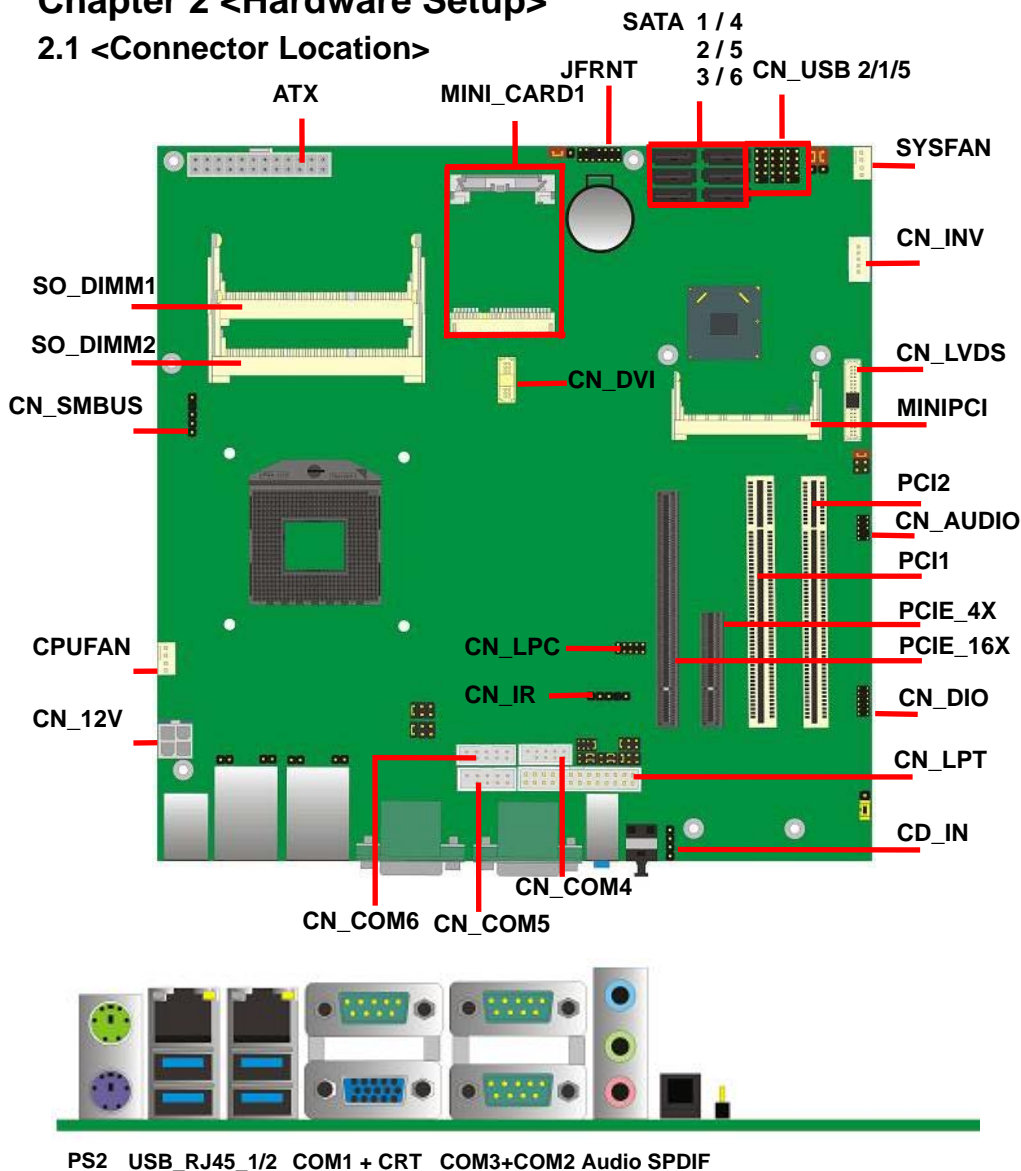 Chapter 2 <Hardware Setup>
2.1 <Connector Location>
SATA 1 / 4
2 / 5
3 / 6
CN_USB 2/1/5
JFRNT
ATX
MINI_CARD1
SYSFAN
CN_INV
SO_DIMM1
SO_DIMM2
CN_LVDS
CN_DVI
CN_SMBUS
MINIPCI
PCI2
CN_AUDIO
PCI1
PCIE_4X
CPUFAN
CN_LPC
PCIE_16X
CN_IR
CN_DIO
CN_12V
CN_LPT
CD_IN
CN_COM4
CN_COM6
CN_COM5
PS2 USB_RJ45_1/2 COM1 + CRT COM3+COM2 Audio SPDIF